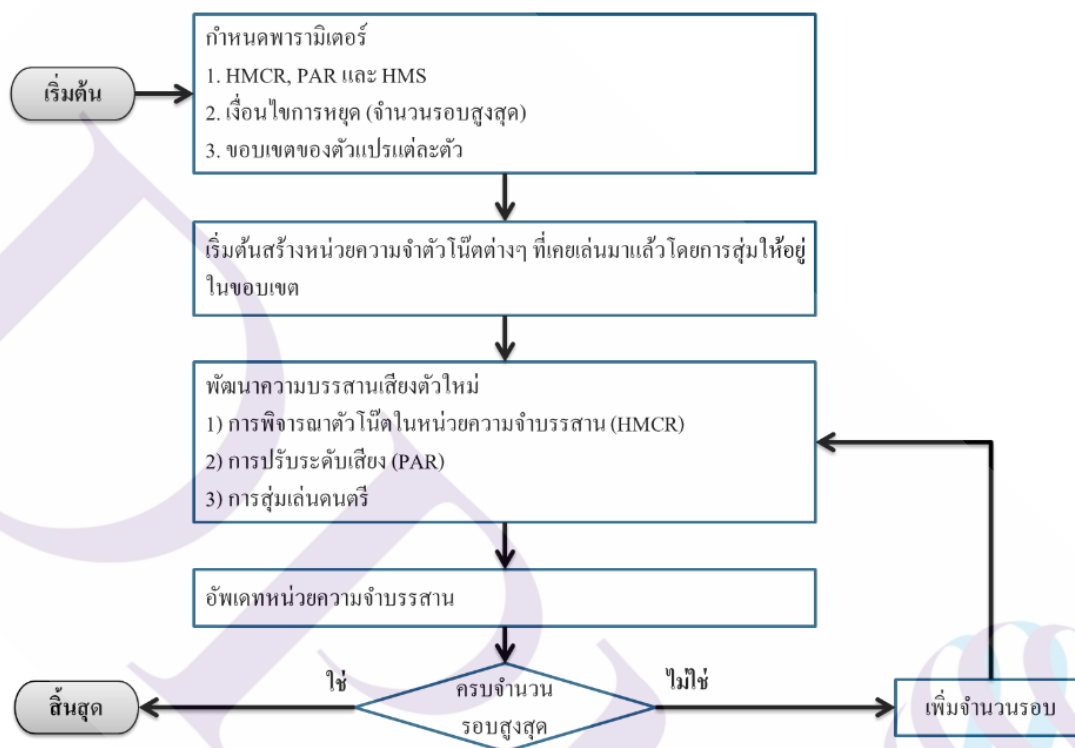 กำหนดพารามิเตอร์
เริ่มต้น
1. HMCR, PAR และ HMS
2. เงื่อนไขการหยุด (จำนวนรอบสูงสุด)
3. ขอบเขตของตัวแปรแต่ละตัว
เริ่มต้นสร้างหน่วยความจำตัวโน๊ตต่างๆ ที่เคยเล่นมาแล้วโดยการสุ่มให้อยู่
ในขอบเขต
พัฒนาความบรรสานเสียงตัวใหม่
1) การพิจารณาตัวโน๊ตในหน่วยความจำบรรสาน (HMCR)
2) การปรับระดับเสียง (PAR)
3) การสุ่มเล่นดนตรี
อัพเดทหน่วยความจำบรรสาน
ใช่
ไม่ใช่
สิ้นสุด
ครบจำนวน
รอบสูงสุด
เพิ่มจำนวนรอบ